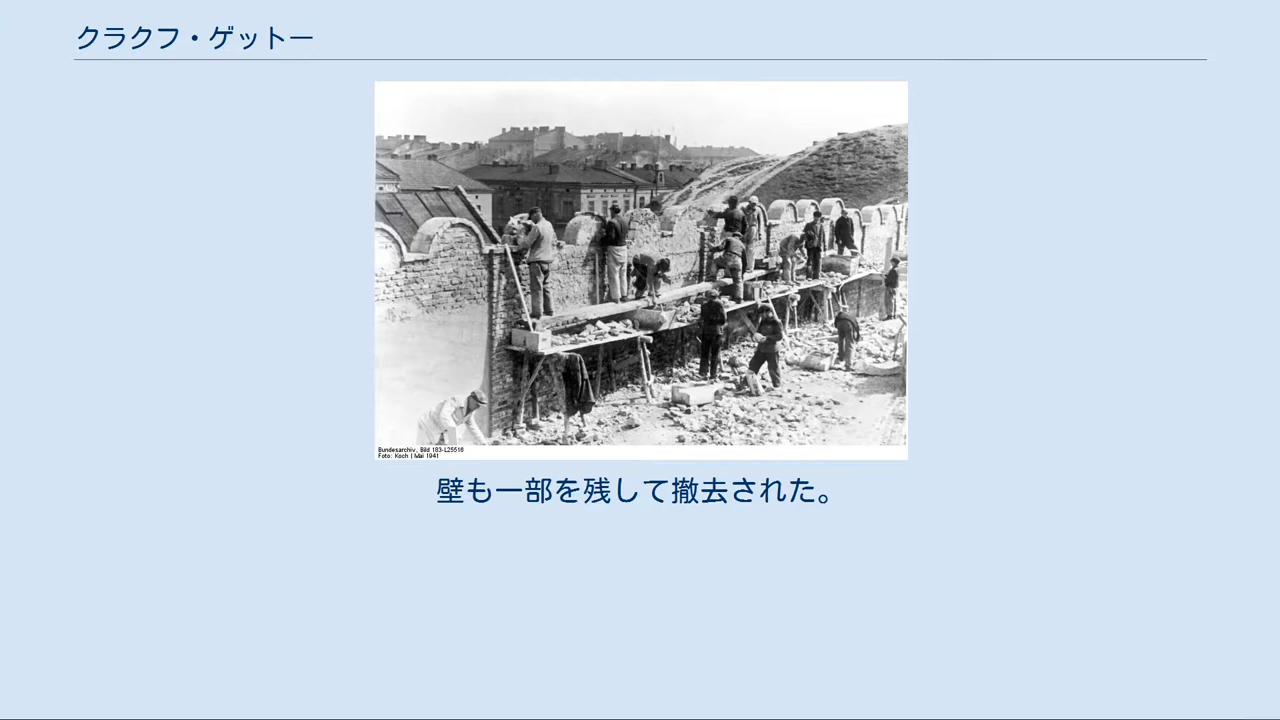 クラクフ・ゲットー
Bundesarchiv, Bild 183-L25516
Foto: Koch | Mai 1941
壁も一部を残して撤去された。